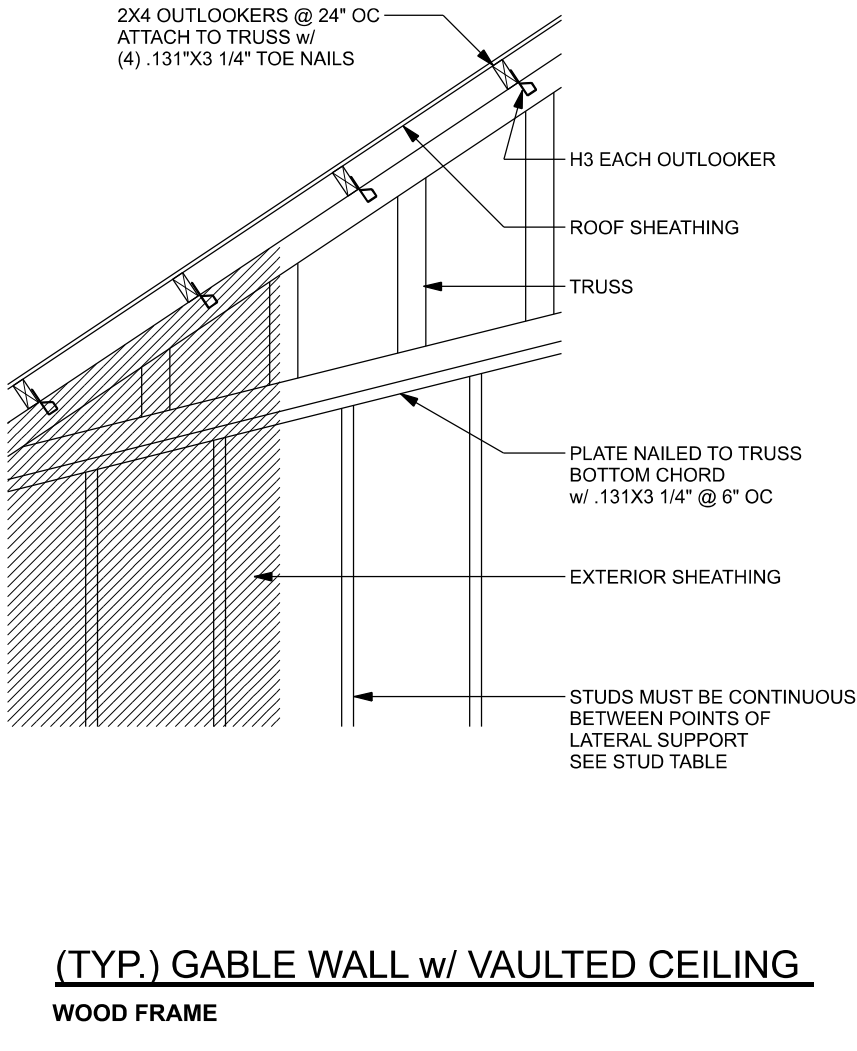 2X4 OUTLOOKERS @ 24" OC
ATTACH TO TRUSS w/
(4) .131"X3 1/4" TOE NAILS
H3 EACH OUTLOOKER
ROOF SHEATHING
TRUSS
PLATE NAILED TO TRUSS
BOTTOM CHORD
w/ .131X3 1/4" @ 6" OC
EXTERIOR SHEATHING
STUDS MUST BE CONTINUOUS
BETWEEN POINTS OF
LATERAL SUPPORT
SEE STUD TABLE
(TYP.) GABLE WALL w/ VAULTED CEILING
WOOD FRAME